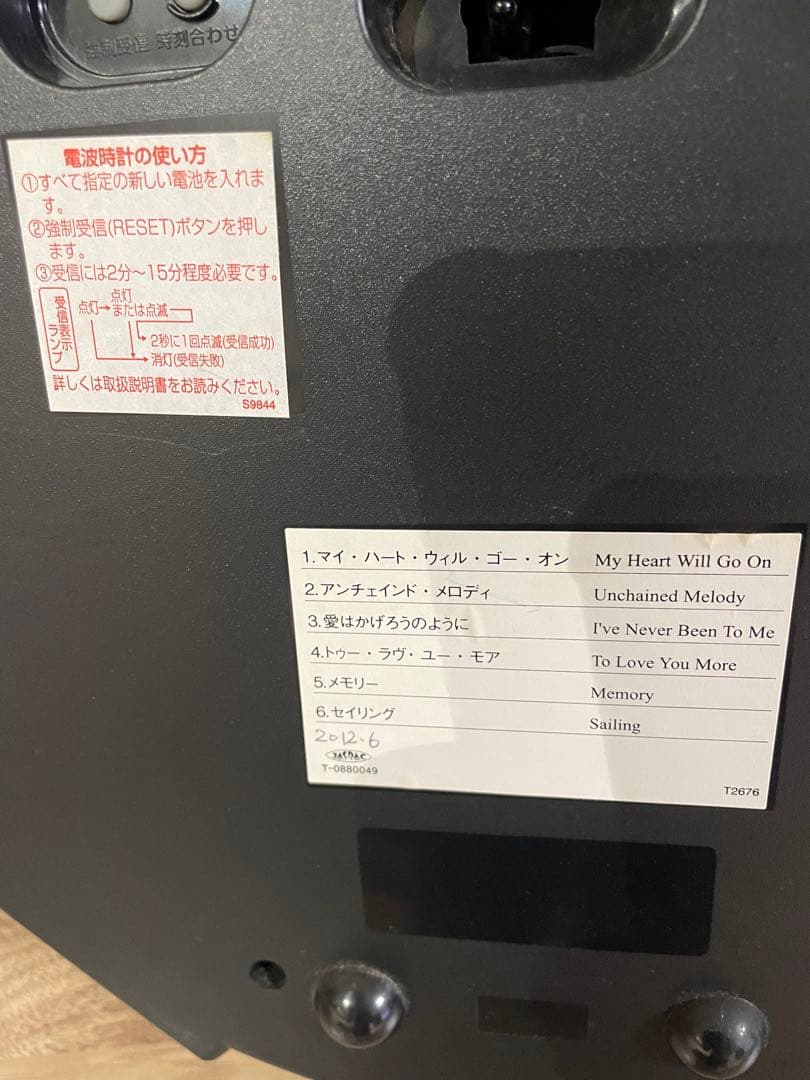 強制受信 時刻合わせ
電波時計の使い方
①すべて指定の新しい電池を入れま
す。
②強制受信(RESET)ボタンを押し
ます。
③受信には2分〜15分程度必要です。
受信表示ランプ
点灯→点灯または点滅
2秒に1回点滅(受信成功)
消灯(受信失敗)
詳しくは取扱説明書をお読みください。
S9844
1.マイ・ハート・ウィル・ゴー・オン My Heart Will Go On
2.アンチェインド・メロディ Unchained Melody
3.愛はかげろうのように I've Never Been To Me
4.トゥー・ラヴ・ユー・モア To Love You More
5.メモリー Memory
6.セイリング Sailing
2012.6
JASRAC
T-0880049
T2676